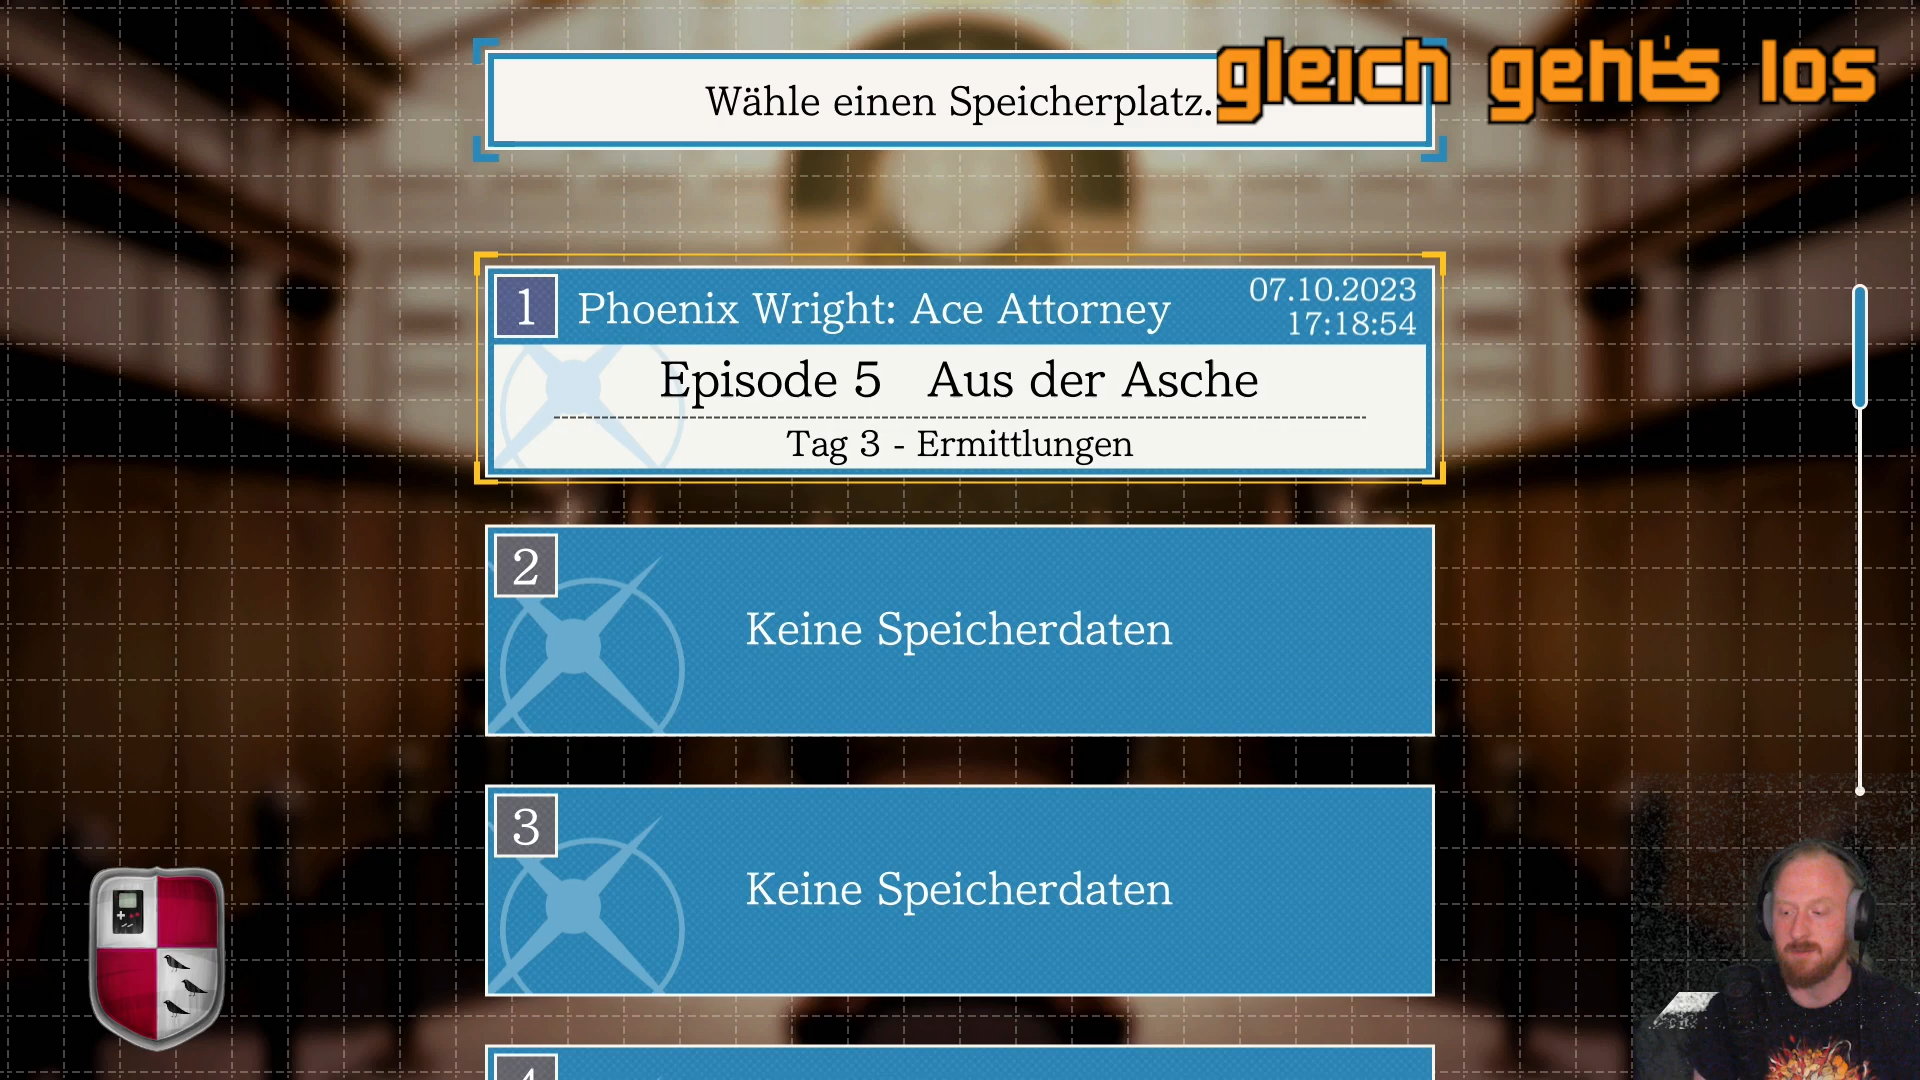 Wähle einen Speicherplatz.
gleich geht's los
1
Phoenix Wright: Ace Attorney
07.10.2023
17:18:54
Episode 5 Aus der Asche
Tag 3 - Ermittlungen
2
Keine Speicherdaten
3
Keine Speicherdaten
4